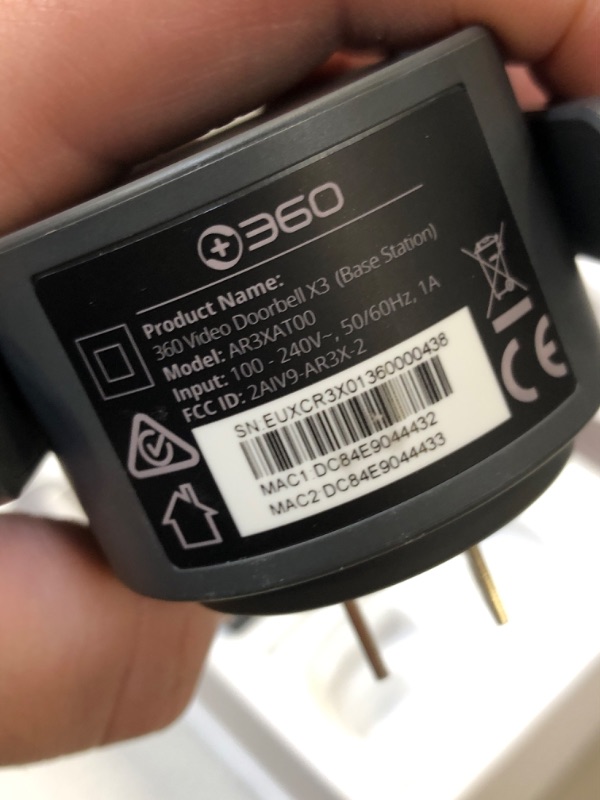 360
Product Name:
360 Video Doorbell X3 (Base Station)
Model: AR3XAT00
Input: 100 - 240V~, 50/60Hz, 1A
FCC ID: 2AIV9-AR3X-2
SN.EUXCR3X01360000438
MAC1 DC84E9044432
MAC2 DC84E9044433
CE